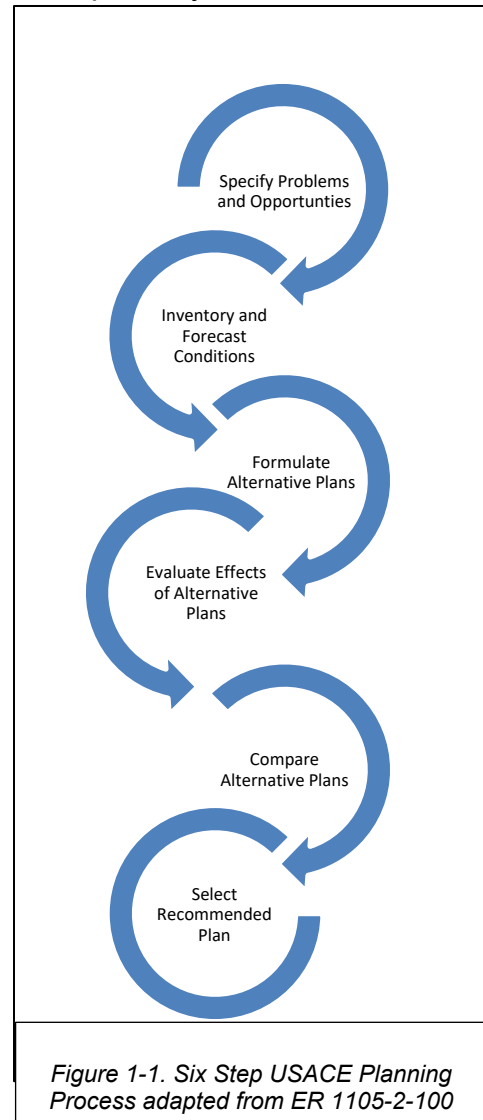 Specify Problems
and Opportunties
Inventory and
Forecast
Conditions
Formulate
Alternative Plans
Evaluate Effects
of Alternative
Plans
Compare
Alternative Plans
Select
Recommended
Plan
Figure 1-1. Six Step USACE Planning
Process adapted from ER 1105-2-100